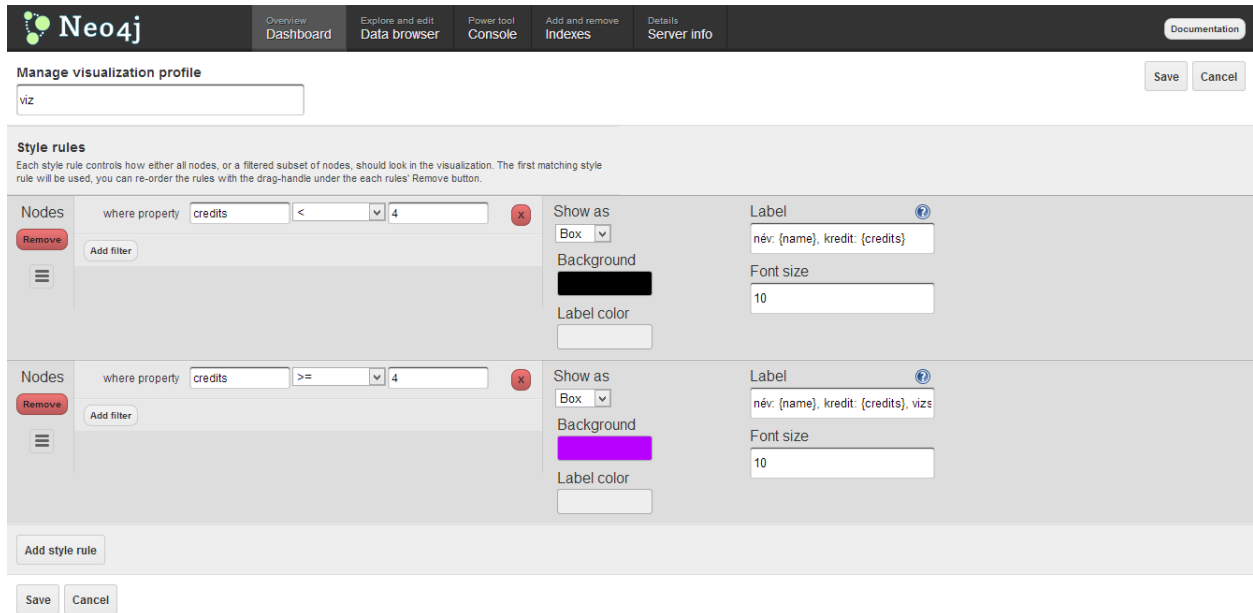 Neo4j
Overview
Dashboard
Explore and edit
Data browser
Power tool
Console
Add and remove
Indexes
Details
Server info
Documentation
Manage visualization profile
Save Cancel
viz
Style rules
Each style rule controls how either all nodes, or a filtered subset of nodes, should look in the visualization. The first matching style
rule will be used, you can re-order the rules with the drag-handle under the each rules' Remove button.
Nodes
Remove
where property credits < 4 x
Add filter
Show as
Box
Background
Label color
Label ?
név: {name}, kredit: {credits}
Font size
10
Nodes
Remove
where property credits >= 4 x
Add filter
Show as
Box
Background
Label color
Label ?
név: {name}, kredit: {credits}, vizs
Font size
10
Add style rule
Save Cancel